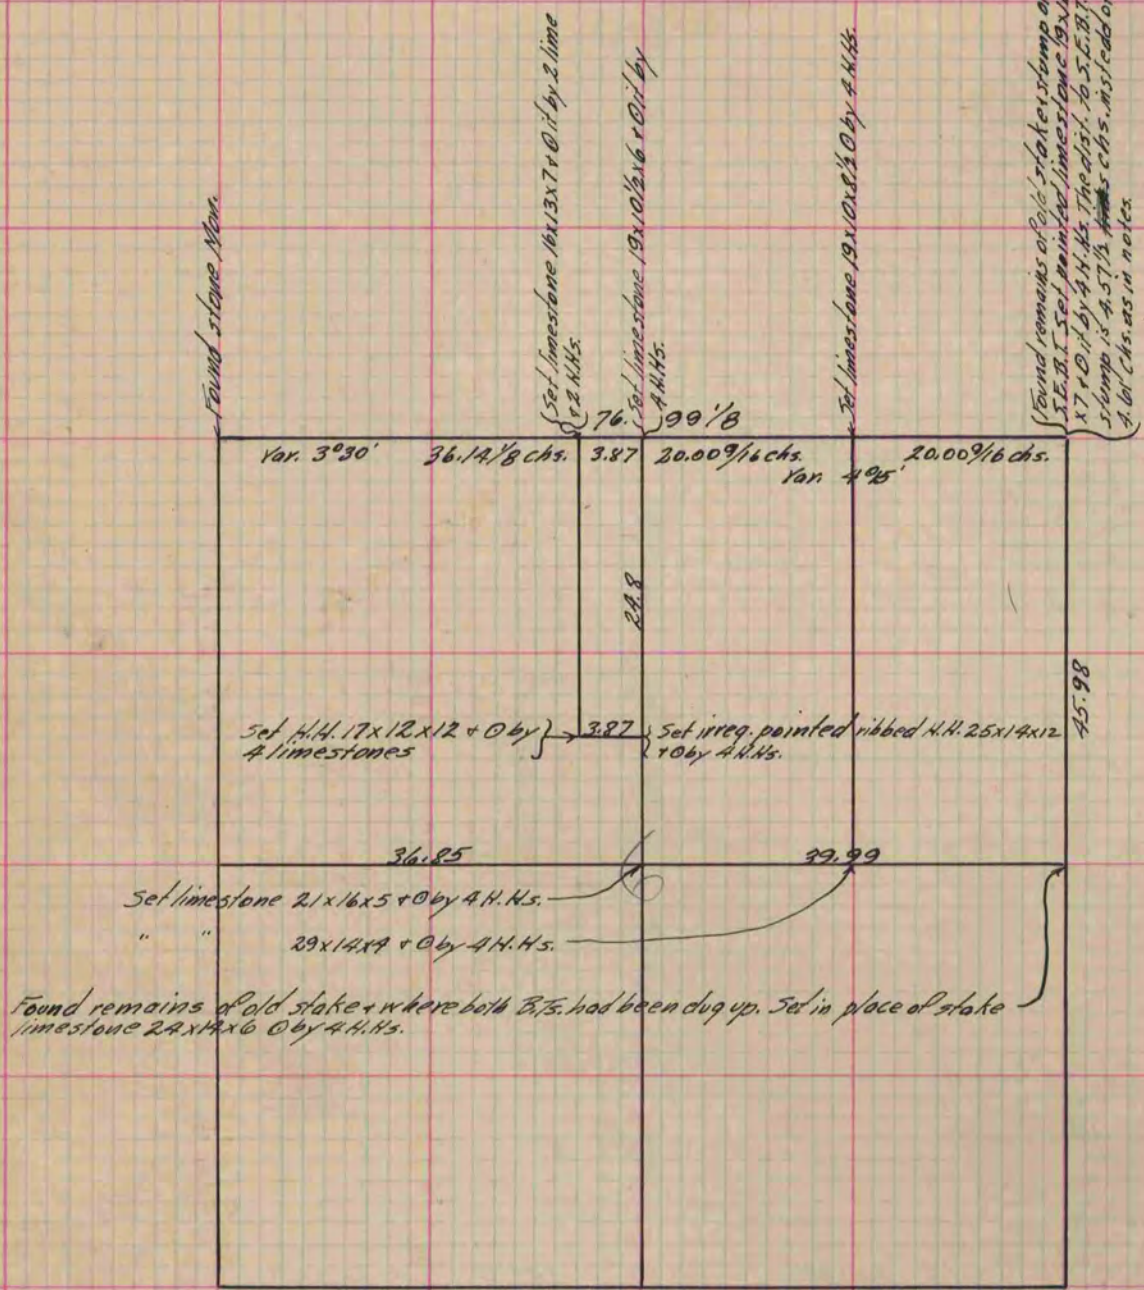 Found stone Mon.
Set limestone 16x13x7 + ⊙ it by 2 lime
+ 2 H.Hs.
Set limestone 19x10½x6 + ⊙ it by
4 H.Hs.
Set limestone 19x10x8½ ⊙ by 4 H.Hs.
Found remains of old stake & stump
S.E.B.T. Set pointed limestone
x7 + ⊙ it by 4 H.Hs. The dist. to S.E.B.T.
stump is 4.57½ chs. instead
chs. as in notes.
76. 99 1/8
Var. 3°30' 36.14 1/8 chs. 3.87 20.00 9/16 chs. 20.00 9/16 chs.
Var.
24.8
45.98
Set H.H. 17x12x12 + ⊙ by
4 limestones
3.87
Set irreg. pointed ribbed H.H. 25x14x12
+ ⊙ by 4 H.Hs.
36.85 39.99
Set limestone 21x16x5 + ⊙ by 4 H.Hs.
" " 29x14x4 + ⊙ by 4 H.Hs.
Found remains of old stake + where both B.Ts. had been dug up. Set in place of stake
limestone 24x14x6 ⊙ by 4 H.Hs.